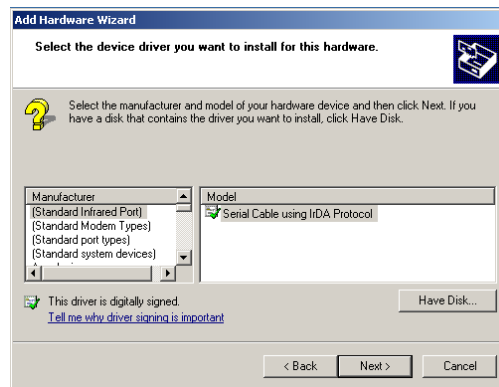 Add Hardware Wizard
Select the device driver you want to install for this hardware.
Select the manufacturer and model of your hardware device and then click Next. If you
have a disk that contains the driver you want to install, click Have Disk.
Manufacturer
Model
(Standard Infrared Port)
Serial Cable using IrDA Protocol
(Standard Modem Types)
(Standard port types)
(Standard system devices)
This driver is digitally signed.
Have Disk...
Tell me why driver signing is important
< Back
Next >
Cancel